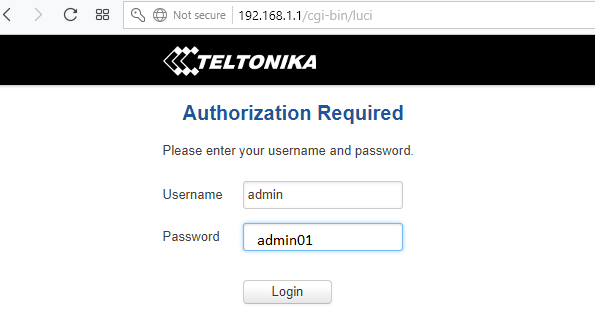 Not secure 192.168.1.1/cgi-bin/luci
TELTONIKA
Authorization Required
Please enter your username and password.
Username admin
Password admin01
Login